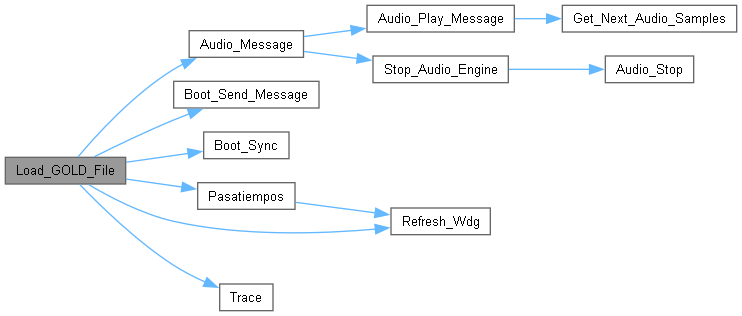 Audio_Play_Message
Get_Next_Audio_Samples
Audio_Message
Stop_Audio_Engine
Audio_Stop
Boot_Send_Message
Boot_Sync
Load_GOLD_File
Pasatiempos
Refresh_Wdg
Trace